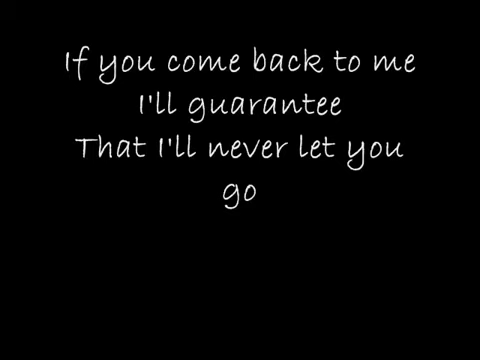 If you come back to me
I'll guarantee
That I'll never let you
go